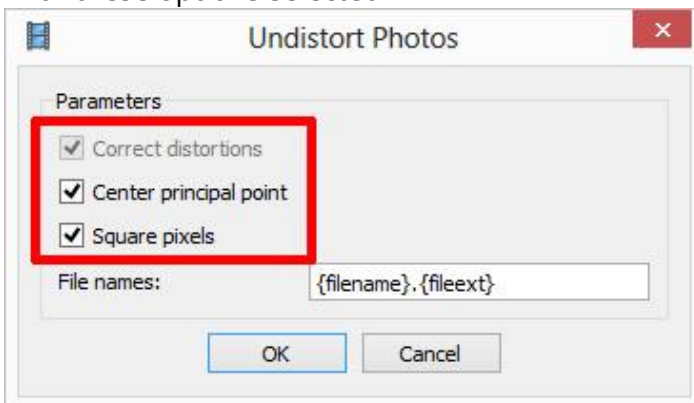 Undistort Photos
Parameters
Correct distortions
Center principal point
Square pixels
File names: {filename}.{fileext}
OK Cancel